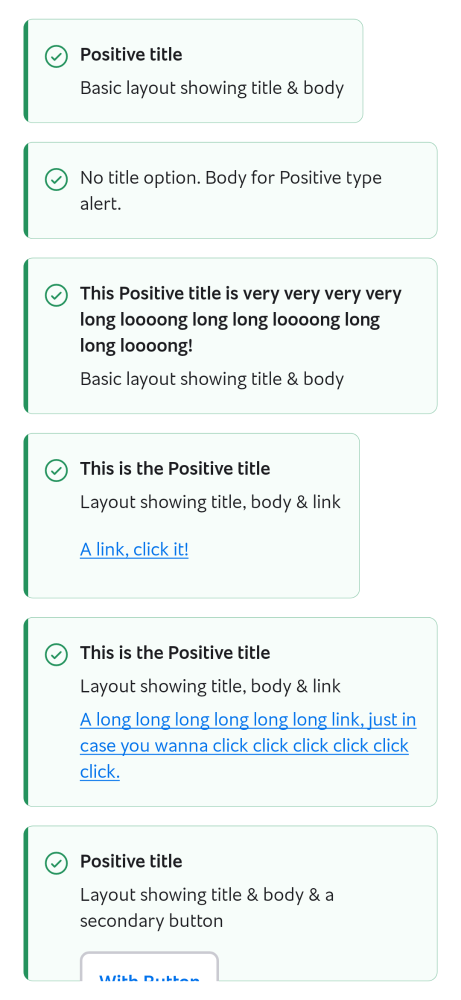 Positive title
Basic layout showing title & body
No title option. Body for Positive type
alert.
This Positive title is very very very very
long loooong long long loooong long
long loooong!
Basic layout showing title & body
This is the Positive title
Layout showing title, body & link
A link, click it!
This is the Positive title
Layout showing title, body & link
A long long long long long long link, just in
case you wanna click click click click click
click.
Positive title
Layout showing title & body & a
secondary button
With Button